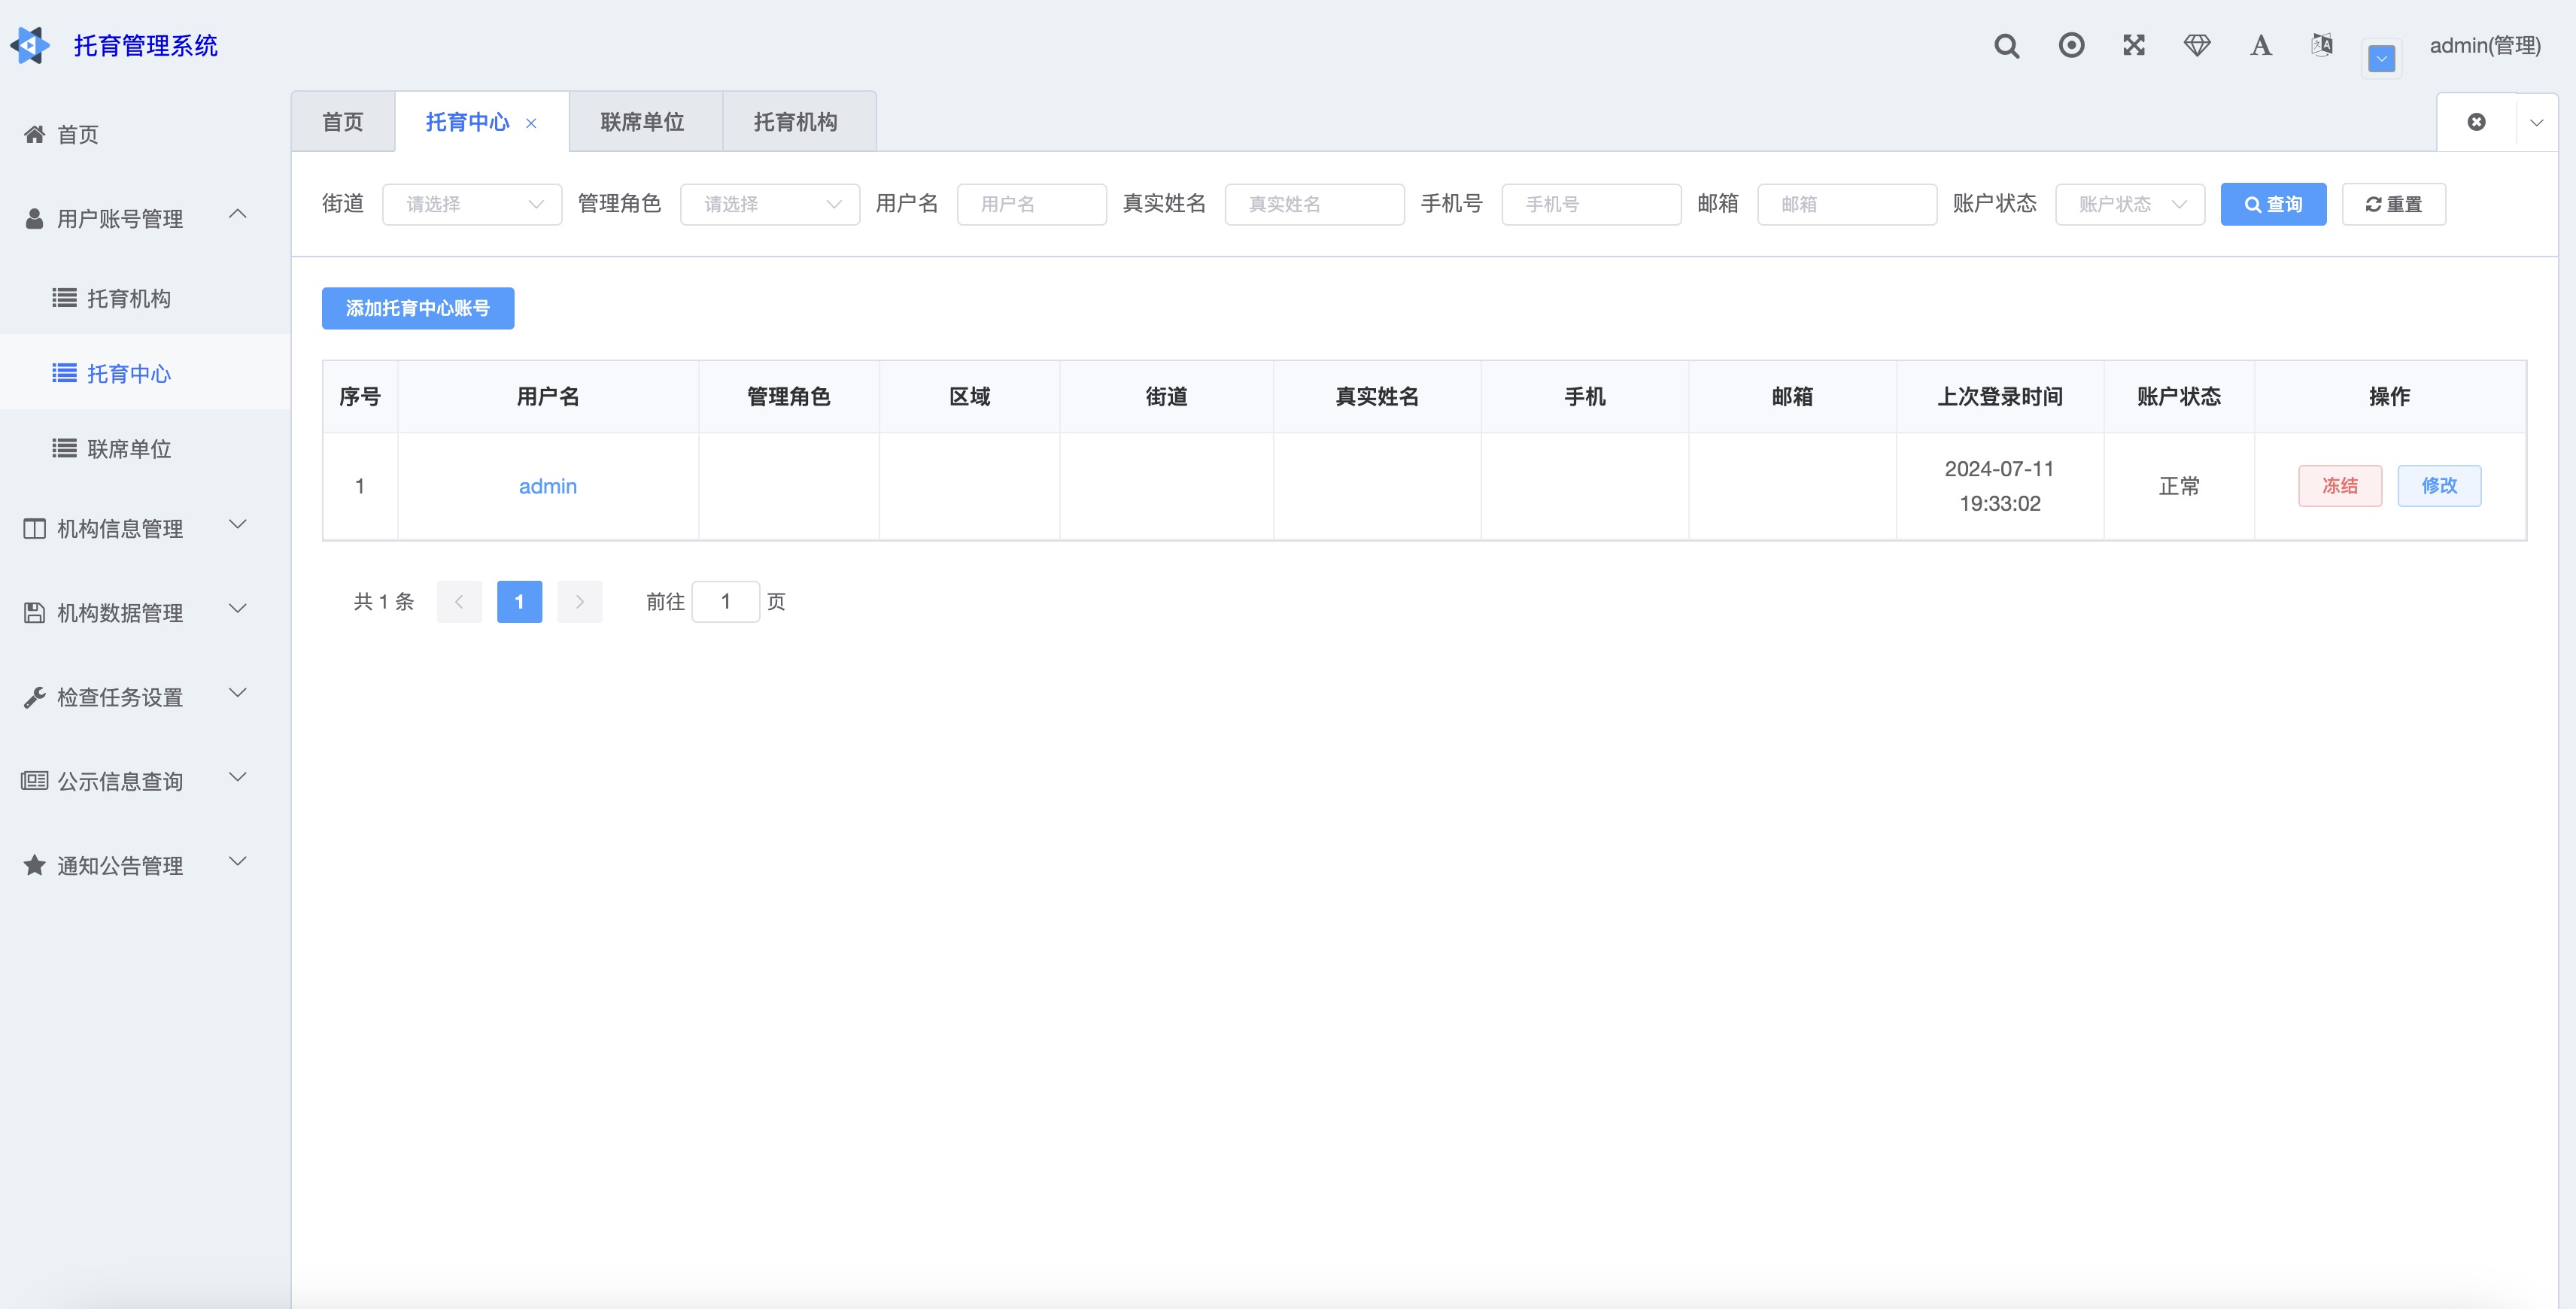 托育管理系统
admin(管理)
首页
用户账号管理
托育机构
托育中心
联席单位
机构信息管理
机构数据管理
检查任务设置
公示信息查询
通知公告管理
首页 托育中心 × 联席单位 托育机构
街道 请选择 管理角色 请选择 用户名 用户名 真实姓名 真实姓名 手机号 手机号 邮箱 邮箱 账户状态 账户状态 查询 重置
添加托育中心账号
序号 用户名 管理角色 区域 街道 真实姓名 手机 邮箱 上次登录时间 账户状态 操作
1 admin 2024-07-11 19:33:02 正常 冻结 修改
共 1 条 1 前往 1 页